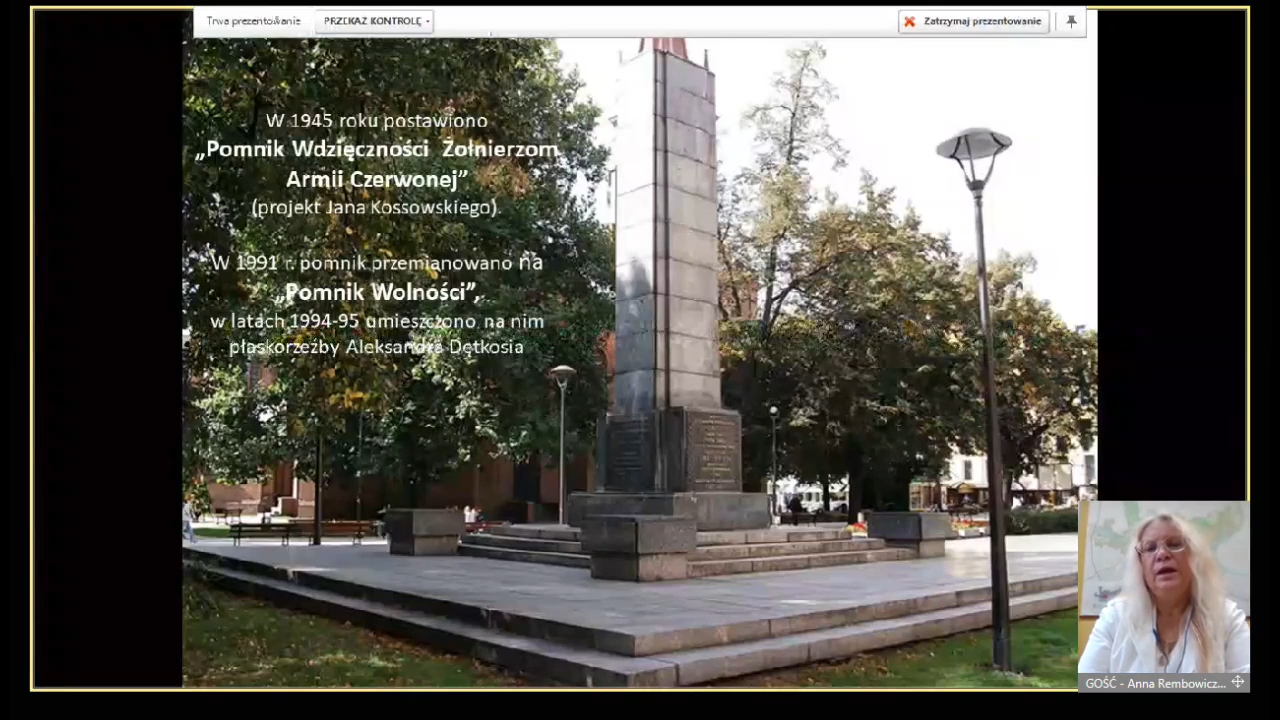 Trwa prezentowanie
PRZEKAŻ KONTROLĘ
Zatrzymaj prezentowanie
W 1945 roku postawiono
„Pomnik Wdzięczności Żołnierzom
Armii Czerwonej”
(projekt Jana Kossowskiego).
W 1991 r. pomnik przemianowano na
„Pomnik Wolności”,
w latach 1994-95 umieszczono na nim
płaskorzeźby Aleksandra Dętkosia
GOŚĆ - Anna Rembowicz...